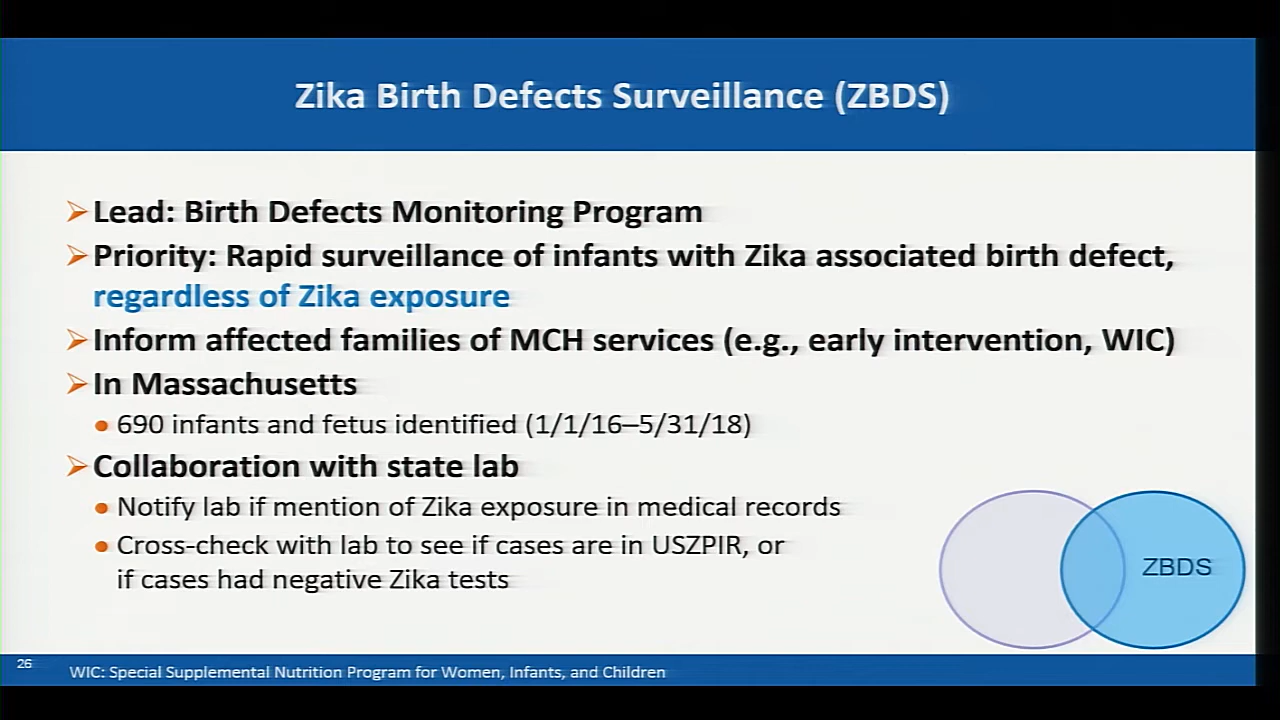 Zika Birth Defects Surveillance (ZBDS)
Lead: Birth Defects Monitoring Program
Priority: Rapid surveillance of infants with Zika associated birth defect,
regardless of Zika exposure
Inform affected families of MCH services (e.g., early intervention, WIC)
In Massachusetts
690 infants and fetus identified (1/1/16–5/31/18)
Collaboration with state lab
Notify lab if mention of Zika exposure in medical records
Cross-check with lab to see if cases are in USZPIR, or
if cases had negative Zika tests
ZBDS
26
WIC: Special Supplemental Nutrition Program for Women, Infants, and Children